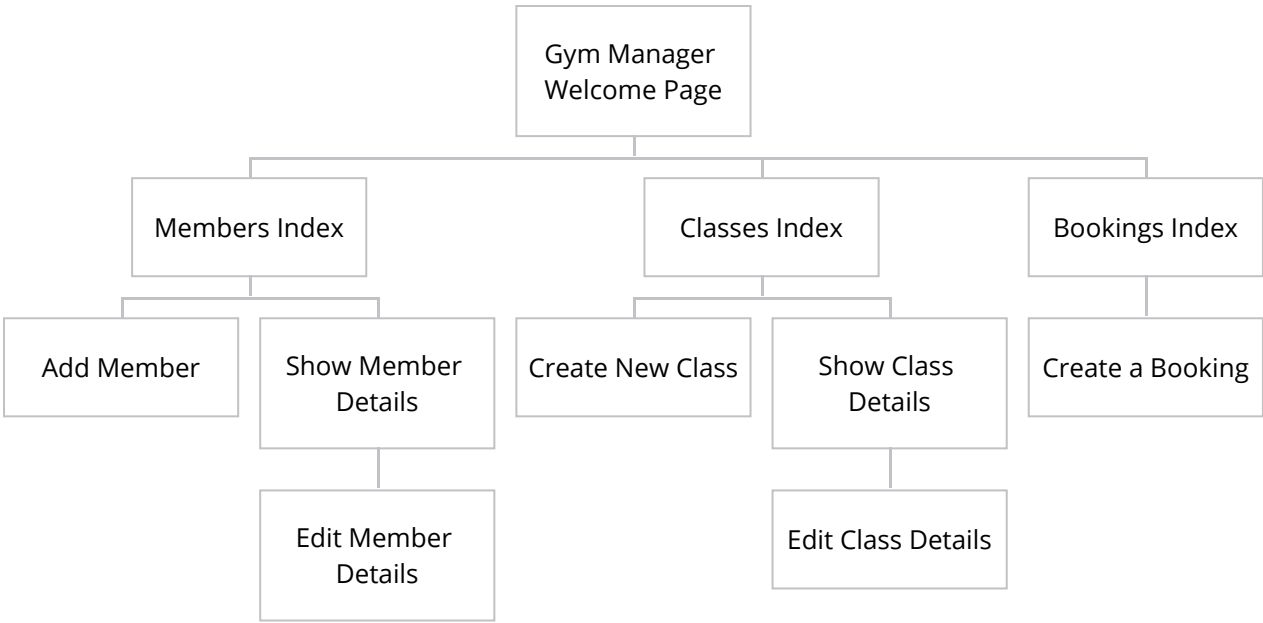 Gym Manager
Welcome Page
Members Index
Classes Index
Bookings Index
Add Member
Show Member
Details
Create New Class
Show Class
Details
Create a Booking
Edit Member
Details
Edit Class Details